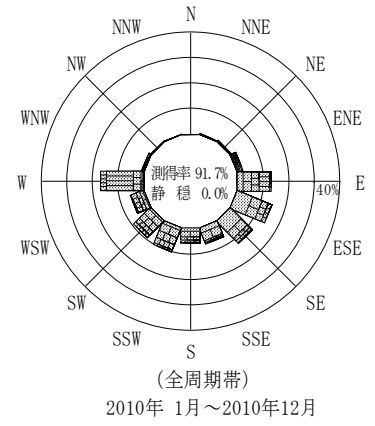 N
NNW NNE
NW NE
WNW ENE
測得率 91.7%
静 穏 0.0%
W 40% E
WSW ESE
SW SE
SSW SSE
S
(全周期帯)
2010年 1月～2010年12月